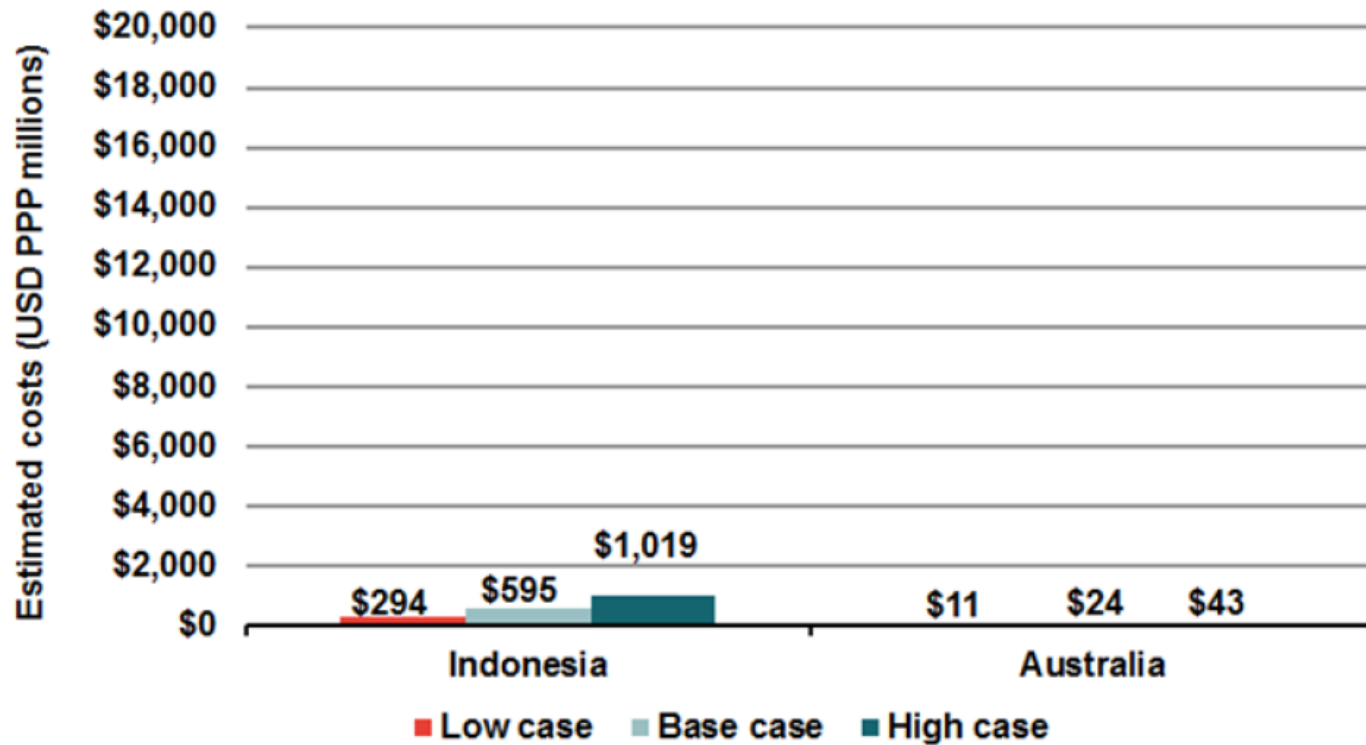 Estimated costs (USD PPP millions)
$20,000
$18,000
$16,000
$14,000
$12,000
$10,000
$8,000
$6,000
$4,000
$2,000
$0
$294
$595
$1,019
$11
$24
$43
Indonesia
Australia
Low case
Base case
High case